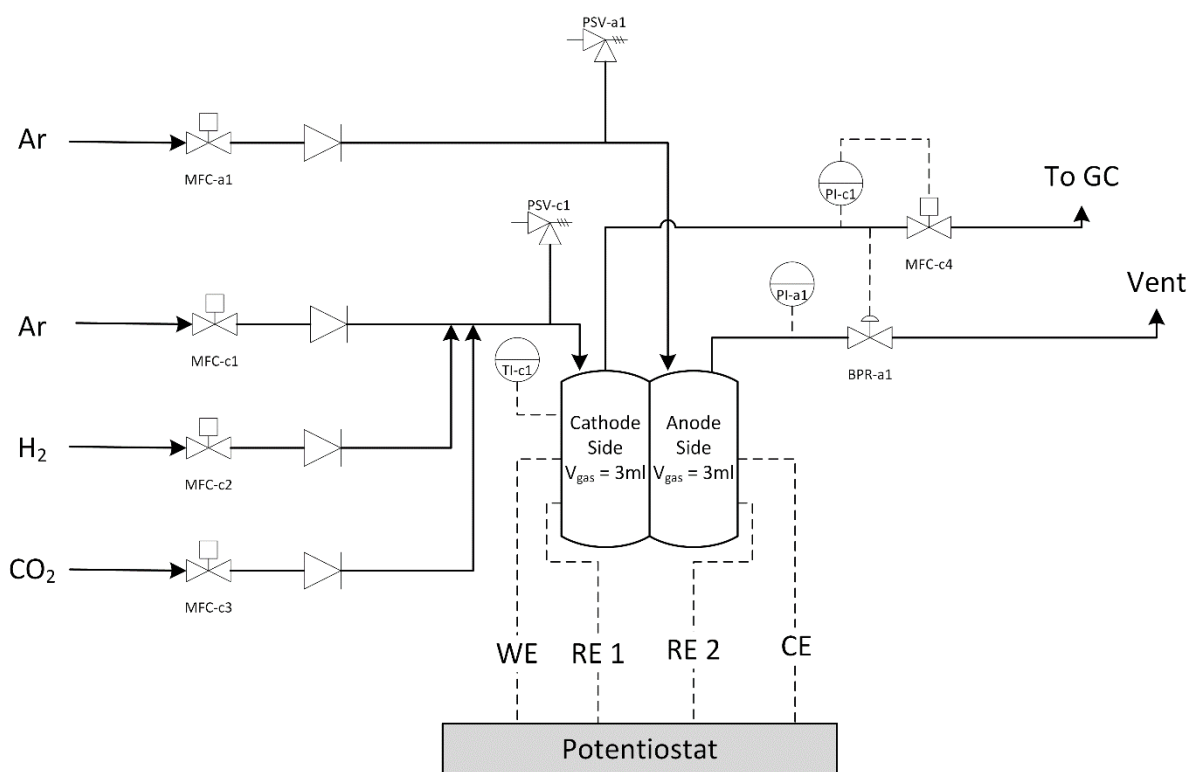 PSV-a1
Ar
MFC-a1
PI-c1
To GC
PSV-c1
MFC-c4
PI-a1
Vent
Ar
MFC-c1
TI-c1
BPR-a1
Cathode
Side
Vgas = 3ml
Anode
Side
Vgas = 3ml
H2
MFC-c2
CO2
MFC-c3
WE
RE 1
RE 2
CE
Potentiostat